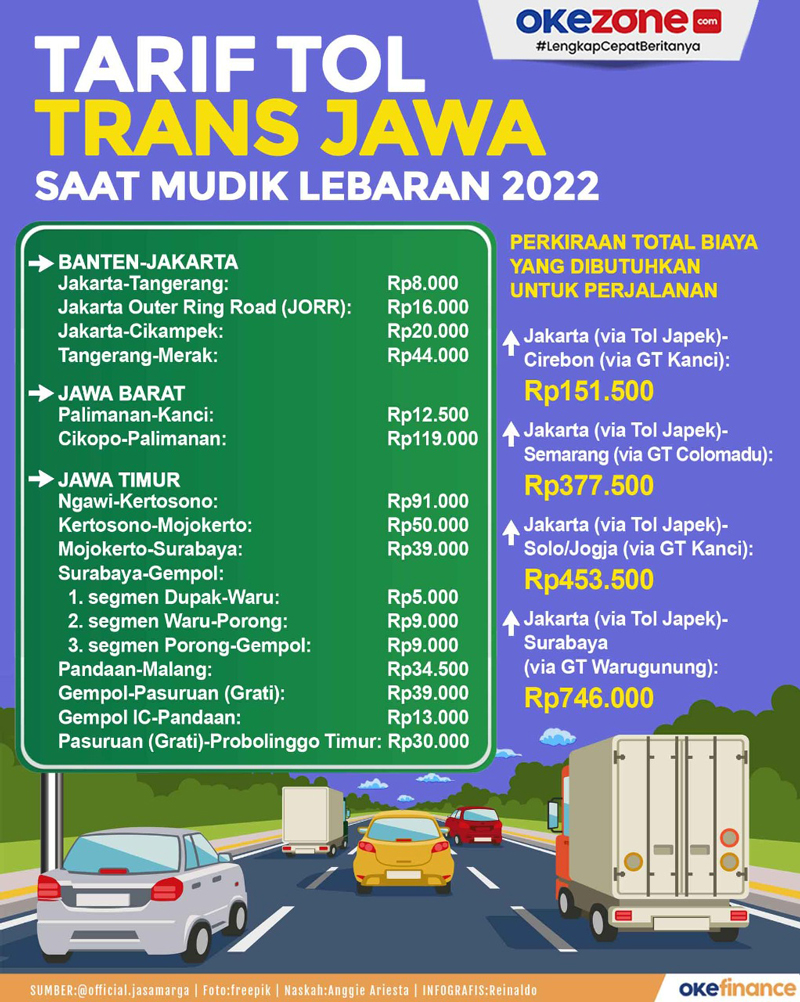 okezone.com
#LengkapCepatBeritanya
TARIF TOL
TRANS JAWA
SAAT MUDIK LEBARAN 2022
BANTEN-JAKARTA
Jakarta-Tangerang: Rp8.000
Jakarta Outer Ring Road (JORR): Rp16.000
Jakarta-Cikampek: Rp20.000
Tangerang-Merak: Rp44.000
JAWA BARAT
Palimanan-Kanci: Rp12.500
Cikopo-Palimanan: Rp119.000
JAWA TIMUR
Ngawi-Kertosono: Rp91.000
Kertosono-Mojokerto: Rp50.000
Mojokerto-Surabaya: Rp39.000
Surabaya-Gempol:
1. segmen Dupak-Waru: Rp5.000
2. segmen Waru-Porong: Rp9.000
3. segmen Porong-Gempol: Rp9.000
Pandaan-Malang: Rp34.500
Gempol-Pasuruan (Grati): Rp39.000
Gempol IC-Pandaan: Rp13.000
Pasuruan (Grati)-Probolinggo Timur: Rp30.000
PERKIRAAN TOTAL BIAYA
YANG DIBUTUHKAN
UNTUK PERJALANAN
Jakarta (via Tol Japek)-
Cirebon (via GT Kanci):
Rp151.500
Jakarta (via Tol Japek)-
Semarang (via GT Colomadu):
Rp377.500
Jakarta (via Tol Japek)-
Solo/Jogja (via GT Kanci):
Rp453.500
Jakarta (via Tol Japek)-
Surabaya
(via GT Warugunung):
Rp746.000
SUMBER:@official.jasamarga | Foto:freepik | Naskah:Anggie Ariesta | INFOGRAFIS:Reinaldo
okefinance